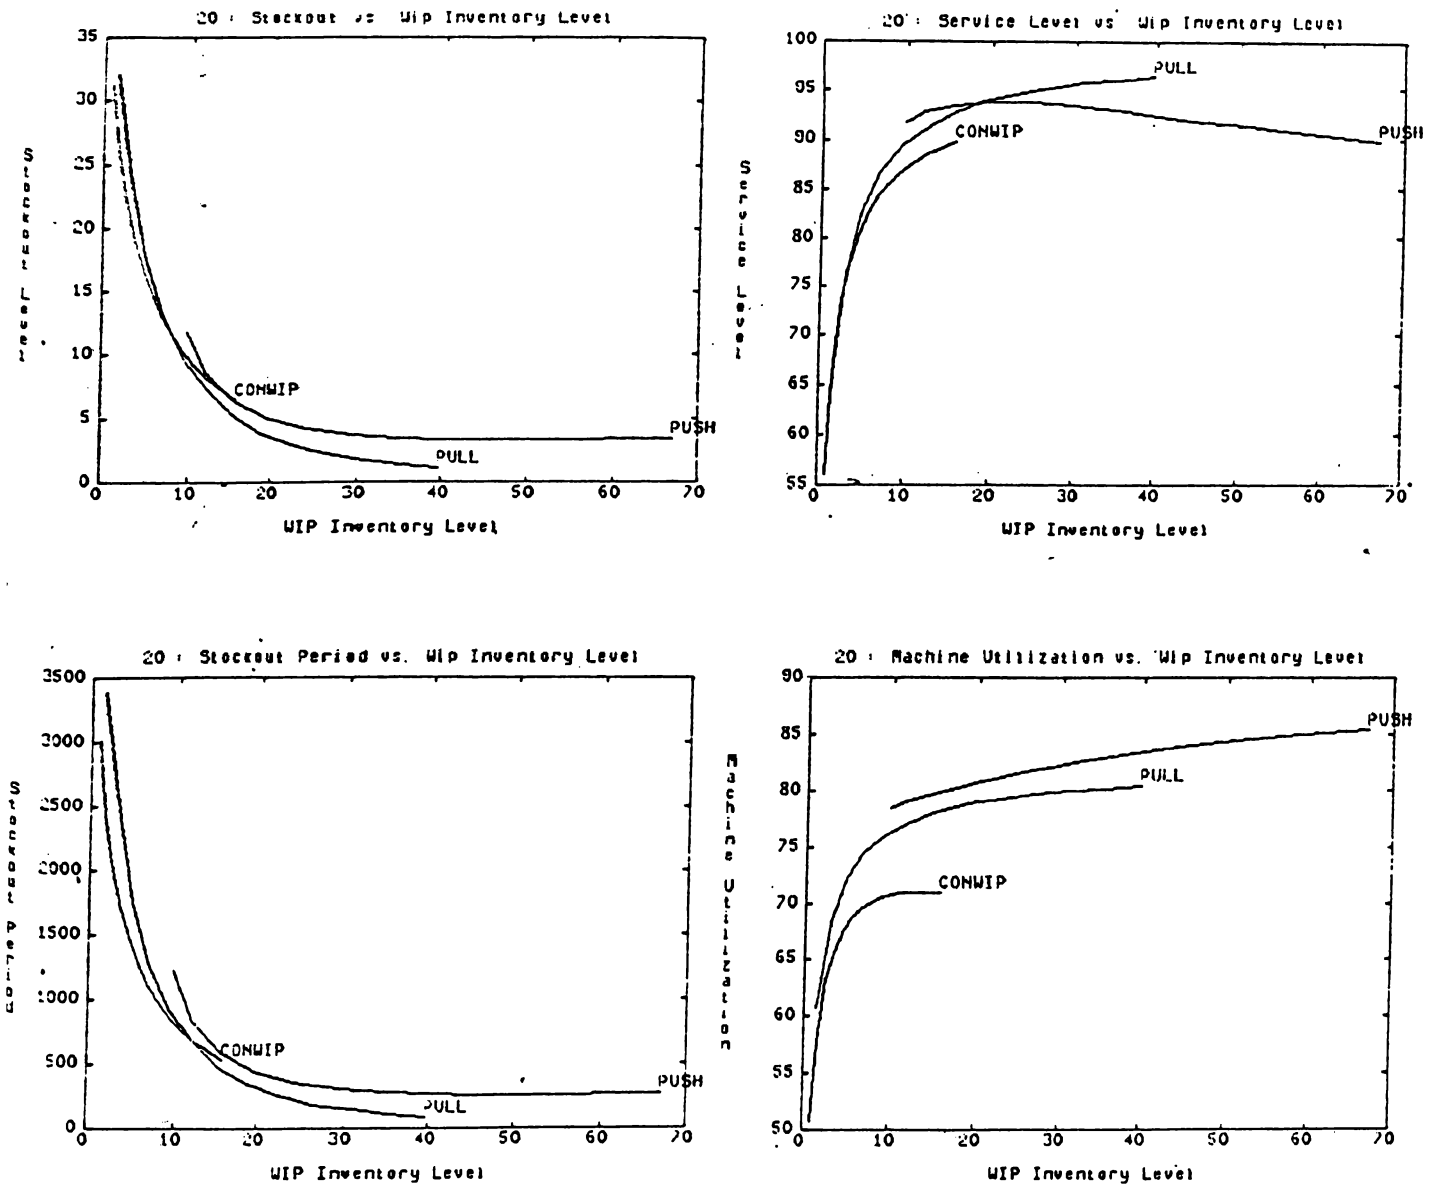 20 : Stockout vs Wip Inventory Level
35
30
25
20
15
10
5
0
Stockout Level
CONWIP
PUSH
PULL
0 10 20 30 40 50 60 70
WIP Inventory Level
20 : Service Level vs Wip Inventory Level
100
95
90
85
80
75
70
65
60
55
Service Level
PULL
CONWIP
PUSH
0 10 20 30 40 50 60 70
WIP Inventory Level
20 : Stockout Period vs. Wip Inventory Level
3500
3000
2500
2000
1500
1000
500
0
Stockout Period
CONWIP
PUSH
PULL
0 10 20 30 40 50 60 70
WIP Inventory Level
20 : Machine Utilization vs. Wip Inventory Level
90
85
80
75
70
65
60
55
50
Machine Utilization
PUSH
PULL
CONWIP
0 10 20 30 40 50 60 70
WIP Inventory Level